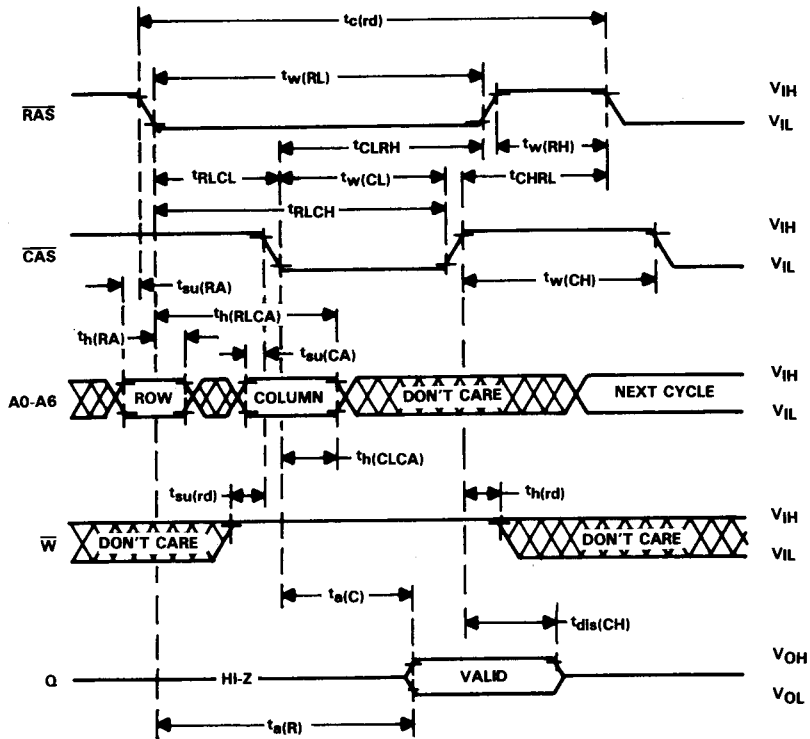 tc(rd)
tw(RL)
VIH
RAS
VIL
tCLRH
tw(RH)
tRLCL
tw(CL)
tCHRL
tRLCH
VIH
CAS
VIL
tsu(RA)
tw(CH)
th(RLCA)
th(RA)
tsu(CA)
VIH
A0-A6
ROW
COLUMN
DON'T CARE
NEXT CYCLE
VIL
th(CLCA)
tsu(rd)
th(rd)
VIH
W
DON'T CARE
DON'T CARE
VIL
ta(C)
tdis(CH)
VOH
Q
HI-Z
VALID
VOL
ta(R)